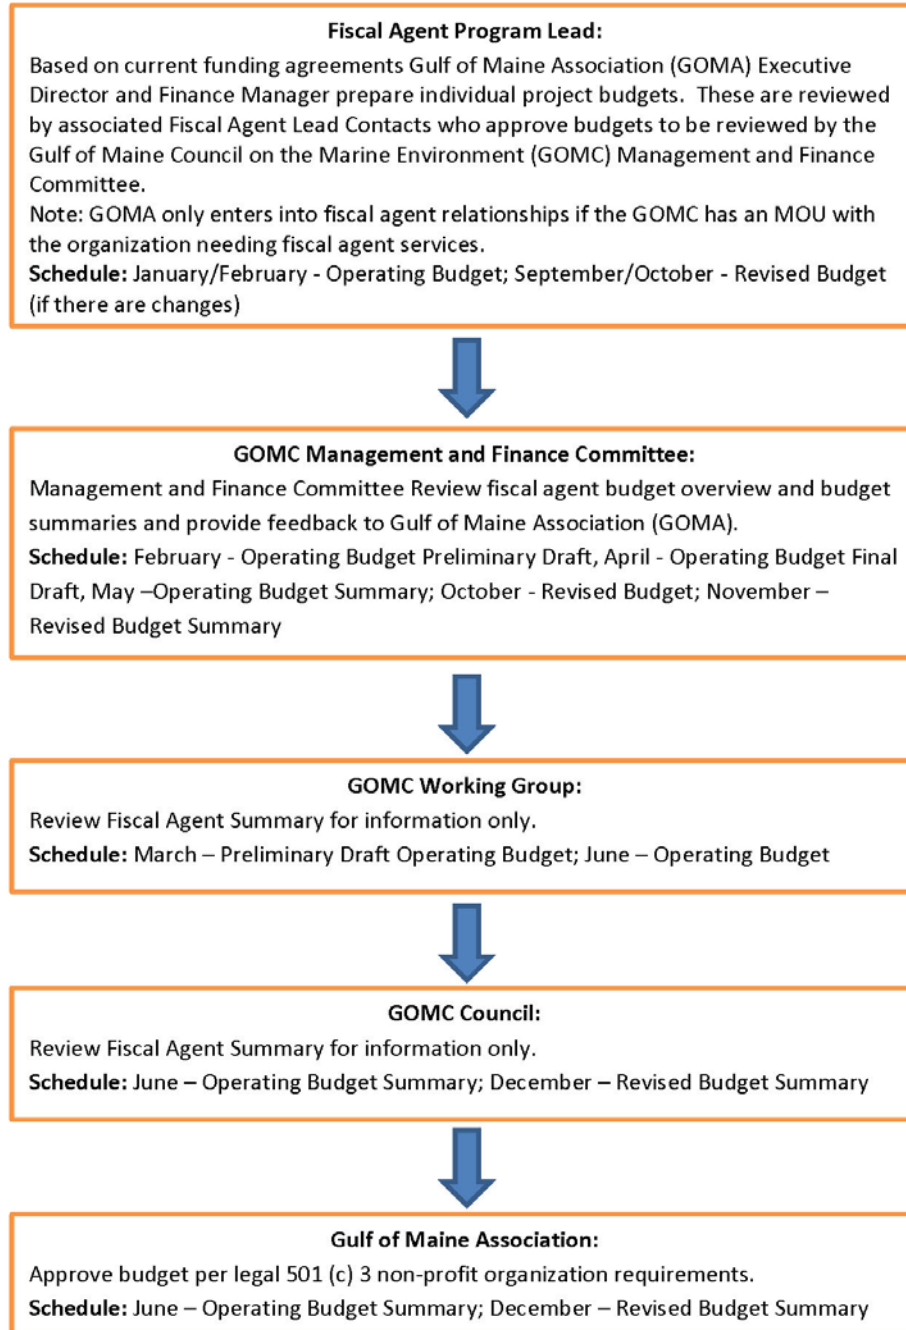 Fiscal Agent Program Lead:
Based on current funding agreements Gulf of Maine Association (GOMA) Executive
Director and Finance Manager prepare individual project budgets.  These are reviewed
by associated Fiscal Agent Lead Contacts who approve budgets to be reviewed by the
Gulf of Maine Council on the Marine Environment (GOMC) Management and Finance
Committee.
Note: GOMA only enters into fiscal agent relationships if the GOMC has an MOU with
the organization needing fiscal agent services.
Schedule: January/February - Operating Budget; September/October - Revised Budget
(if there are changes)
GOMC Management and Finance Committee:
Management and Finance Committee Review fiscal agent budget overview and budget
summaries and provide feedback to Gulf of Maine Association (GOMA).
Schedule: February - Operating Budget Preliminary Draft, April - Operating Budget Final
Draft, May –Operating Budget Summary; October - Revised Budget; November –
Revised Budget Summary
GOMC Working Group:
Review Fiscal Agent Summary for information only.
Schedule: March – Preliminary Draft Operating Budget; June – Operating Budget
GOMC Council:
Review Fiscal Agent Summary for information only.
Schedule: June – Operating Budget Summary; December – Revised Budget Summary
Gulf of Maine Association:
Approve budget per legal 501 (c) 3 non-profit organization requirements.
Schedule: June – Operating Budget Summary; December – Revised Budget Summary